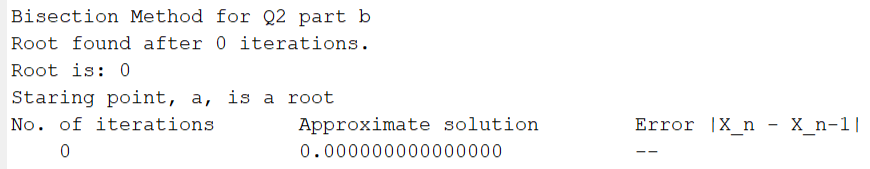 Bisection Method for Q2 part b
Root found after 0 iterations.
Root is: 0
Staring point, a, is a root
No. of iterations Approximate solution Error |X_n - X_n-1|
0 0.000000000000000 --